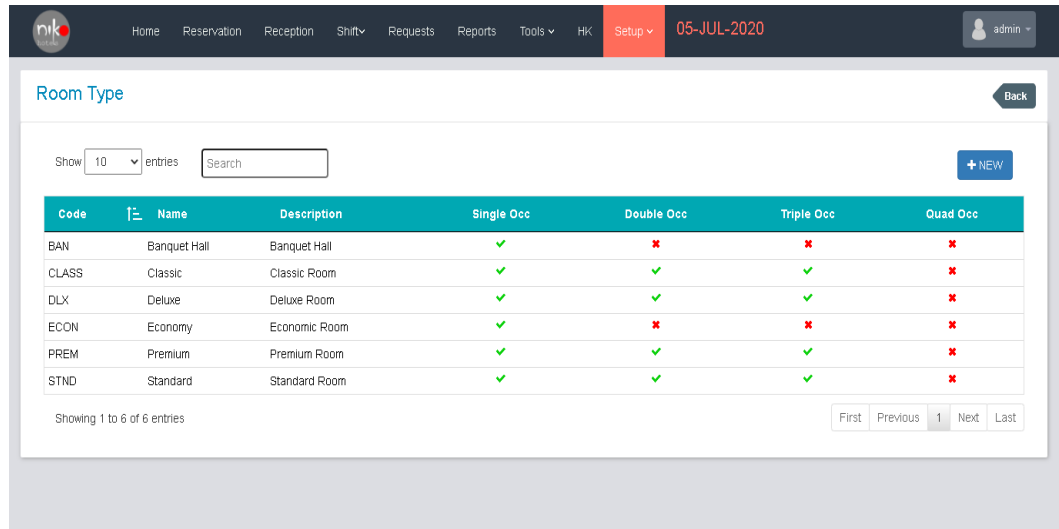 niko
Home Reservation Reception Shift Requests Reports Tools HK Setup 05-JUL-2020 admin
Room Type
Back
Show 10 entries Search
+ NEW
Code Name Description Single Occ Double Occ Triple Occ Quad Occ
BAN Banquet Hall Banquet Hall ✔ ✖ ✖ ✖
CLASS Classic Classic Room ✔ ✔ ✔ ✖
DLX Deluxe Deluxe Room ✔ ✔ ✔ ✖
ECON Economy Economic Room ✔ ✖ ✖ ✖
PREM Premium Premium Room ✔ ✔ ✔ ✖
STND Standard Standard Room ✔ ✔ ✔ ✖
Showing 1 to 6 of 6 entries
First Previous 1 Next Last